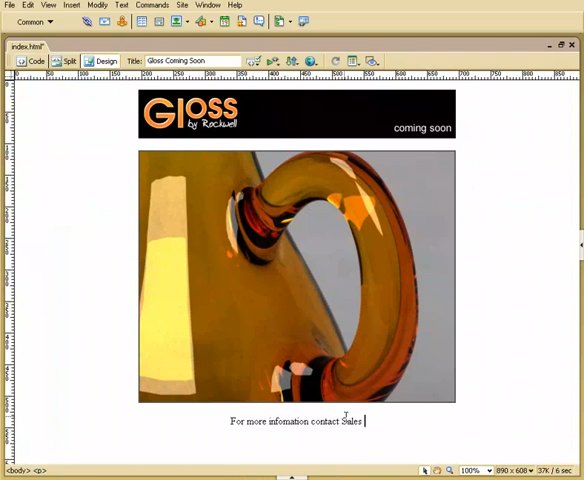 File Edit View Insert Modify Text Commands Site Window Help
Common
index.html*
Code Split Design Title: Gloss Coming Soon
Gloss
by Rockwell
coming soon
For more infomation contact Sales
<body> <p> 100% 890 x 608 37K / 6 sec